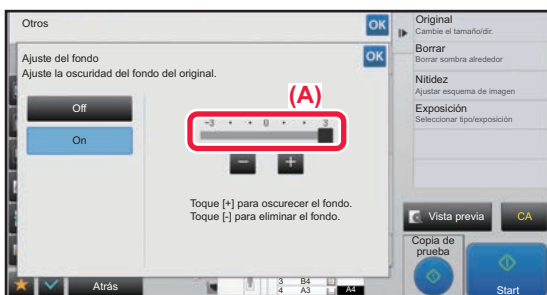 Otros
OK
Ajuste del fondo
OK
Ajuste la oscuridad del fondo del original.
(A)
Off
On
-3 • • 0 • • 3
− +
Toque [+] para oscurecer el fondo.
Toque [-] para eliminar el fondo.
Original
Cambie el tamaño/dir.
Borrar
Borrar sombra alrededor
Nitidez
Ajustar esquema de imagen
Exposición
Seleccionar tipo/exposición
Vista previa
CA
Copia de
prueba
Start
Atrás
3 B4
4 A3
A4